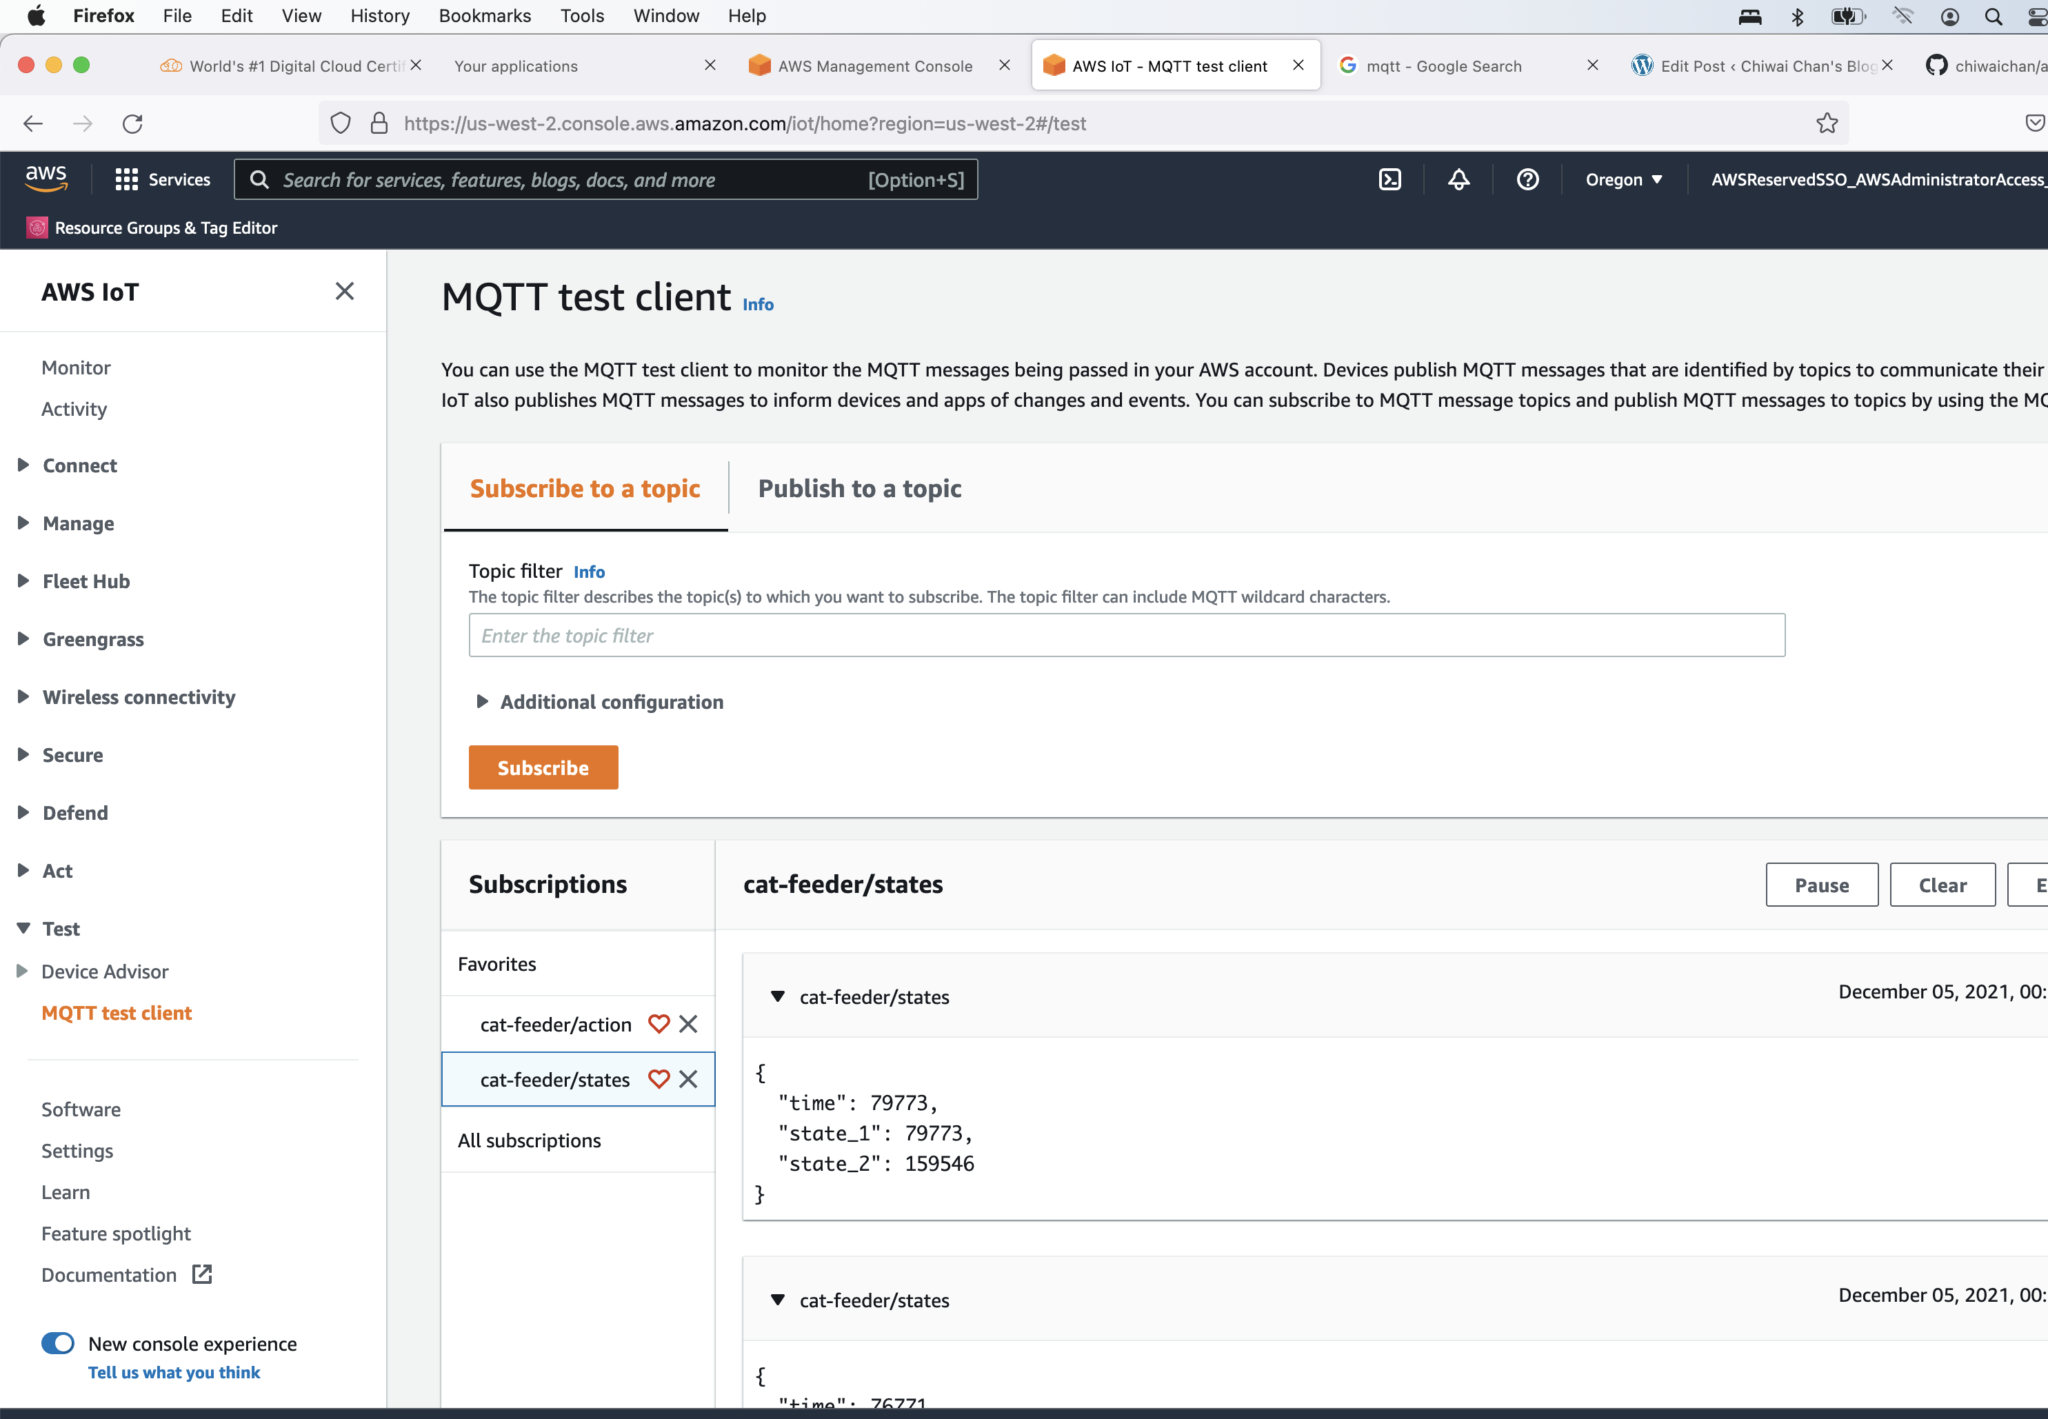 Firefox File Edit View History Bookmarks Tools Window Help
World's #1 Digital Cloud Certif
Your applications
AWS Management Console
AWS IoT - MQTT test client
mqtt - Google Search
Edit Post ‹ Chiwai Chan's Blog
chiwaichan/a
https://us-west-2.console.aws.amazon.com/iot/home?region=us-west-2#/test
aws
Services
Search for services, features, blogs, docs, and more [Option+S]
Oregon
AWSReservedSSO_AWSAdministratorAccess_
Resource Groups & Tag Editor
AWS IoT
Monitor
Activity
Connect
Manage
Fleet Hub
Greengrass
Wireless connectivity
Secure
Defend
Act
Test
Device Advisor
MQTT test client
Software
Settings
Learn
Feature spotlight
Documentation
New console experience
Tell us what you think
MQTT test client Info
You can use the MQTT test client to monitor the MQTT messages being passed in your AWS account. Devices publish MQTT messages that are identified by topics to communicate their
IoT also publishes MQTT messages to inform devices and apps of changes and events. You can subscribe to MQTT message topics and publish MQTT messages to topics by using the MQ
Subscribe to a topic
Publish to a topic
Topic filter Info
The topic filter describes the topic(s) to which you want to subscribe. The topic filter can include MQTT wildcard characters.
Enter the topic filter
Additional configuration
Subscribe
Subscriptions
Favorites
cat-feeder/action
cat-feeder/states
All subscriptions
cat-feeder/states
Pause
Clear
E
cat-feeder/states
December 05, 2021, 00:
{
"time": 79773,
"state_1": 79773,
"state_2": 159546
}
cat-feeder/states
December 05, 2021, 00:
{
"time": 76771